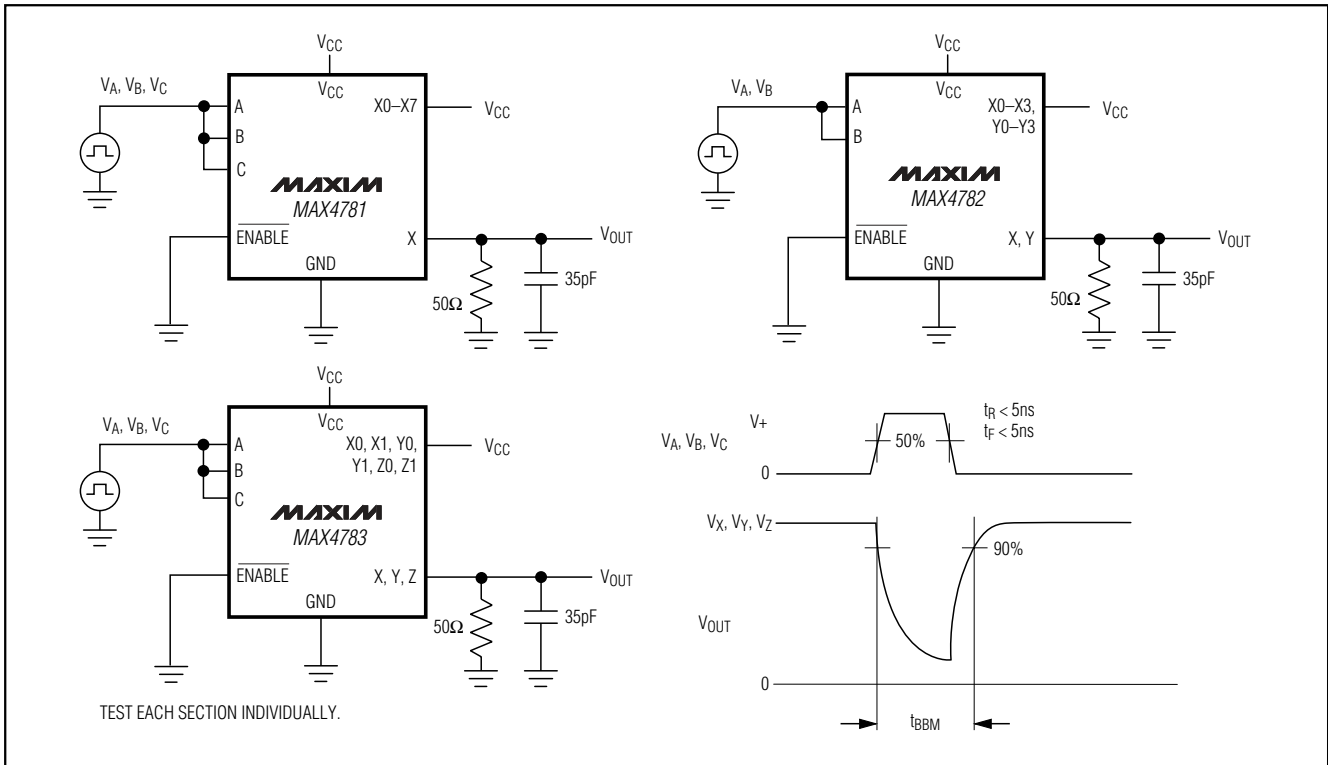 VCC
VA, VB, VC
VCC
A
X0–X7
VCC
B
C
MAXIM
MAX4781
ENABLE
X
VOUT
GND
50Ω
35pF
VCC
VA, VB
VCC
A
X0–X3,
Y0–Y3
VCC
B
MAXIM
MAX4782
ENABLE
X, Y
VOUT
GND
50Ω
35pF
VCC
VA, VB, VC
VCC
A
X0, X1, Y0,
Y1, Z0, Z1
VCC
B
C
MAXIM
MAX4783
ENABLE
X, Y, Z
VOUT
GND
50Ω
35pF
TEST EACH SECTION INDIVIDUALLY.
V+
tR < 5ns
tF < 5ns
VA, VB, VC
50%
0
VX, VY, VZ
90%
VOUT
0
tBBM